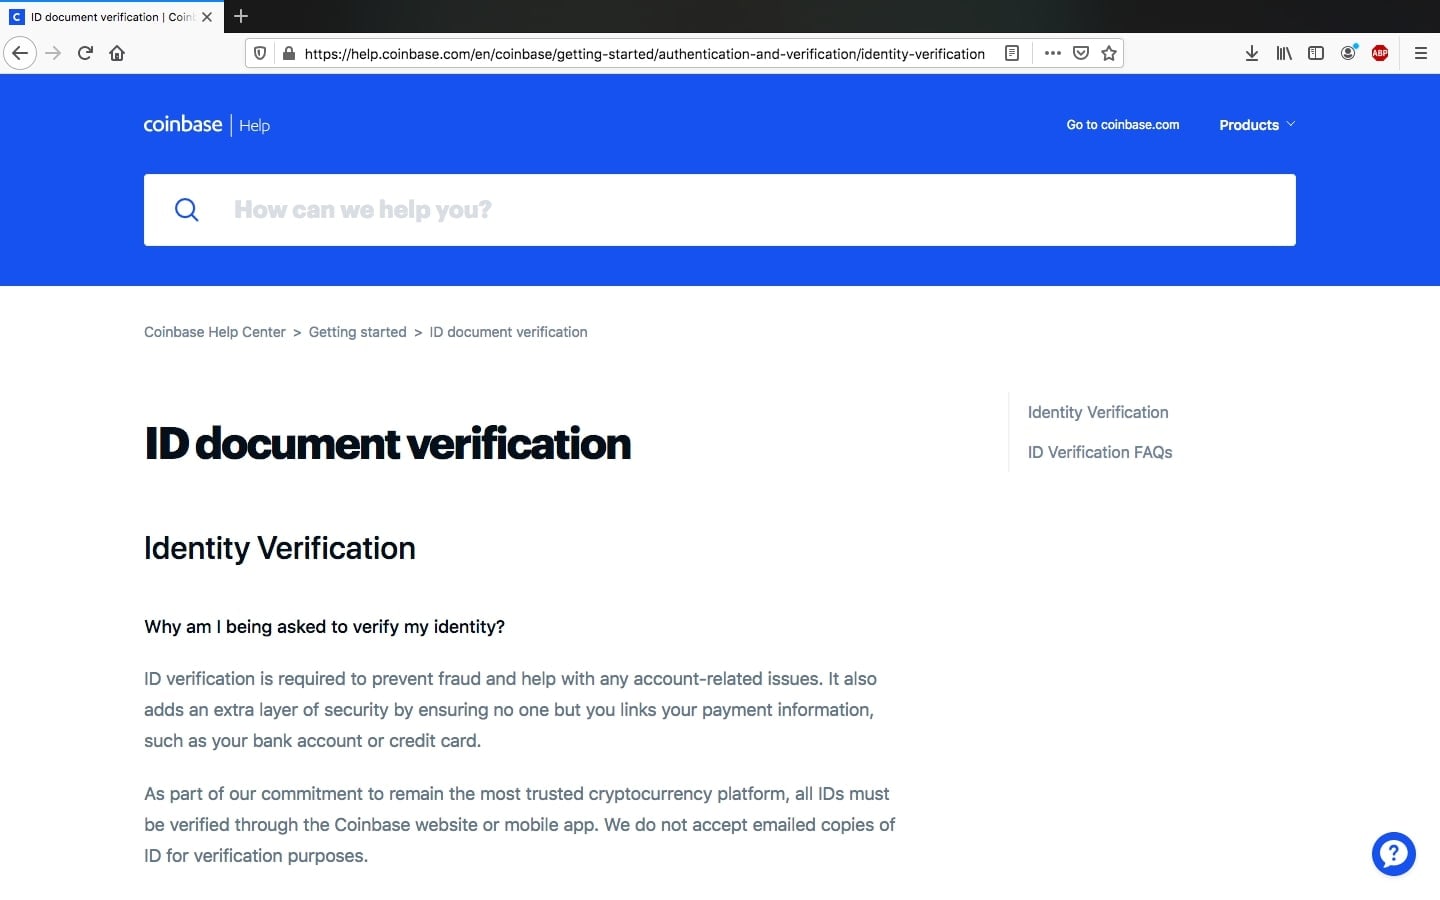 ID document verification | Coin
https://help.coinbase.com/en/coinbase/getting-started/authentication-and-verification/identity-verification
ABP
coinbase | Help
Go to coinbase.com
Products
How can we help you?
Coinbase Help Center > Getting started > ID document verification
ID document verification
Identity Verification
ID Verification FAQs
Identity Verification
Why am I being asked to verify my identity?
ID verification is required to prevent fraud and help with any account-related issues. It also
adds an extra layer of security by ensuring no one but you links your payment information,
such as your bank account or credit card.
As part of our commitment to remain the most trusted cryptocurrency platform, all IDs must
be verified through the Coinbase website or mobile app. We do not accept emailed copies of
ID for verification purposes.